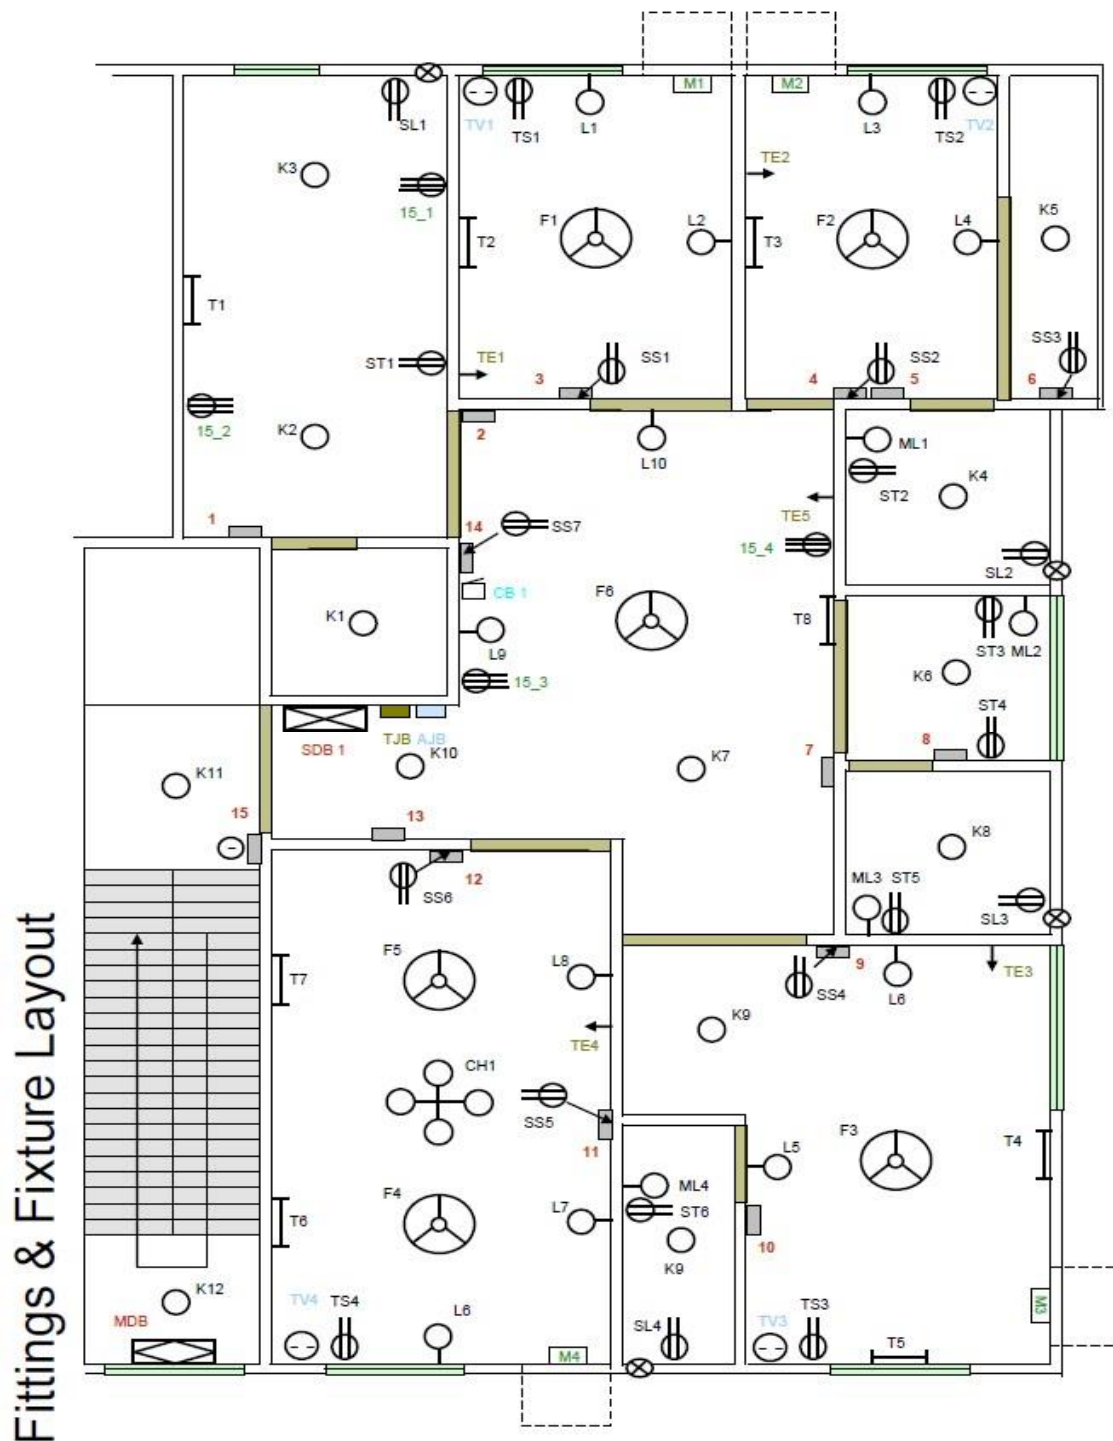 M1
M2
SL1
TV1
TS1
L1
L3
TS2
TV2
K3
TE2
15_1
F1
L2
F2
L4
K5
T2
T3
T1
ST1
TE1
SS1
SS2
SS3
3
4
5
6
15_2
K2
2
L10
ML1
ST2
K4
1
14
SS7
TE5
15_4
SL2
CB 1
F6
K1
T8
L9
ST3
ML2
K6
15_3
ST4
SDB 1
TJB
AJB
K10
K7
7
8
K11
15
13
K8
12
SS6
ML3
ST5
SL3
F5
L8
9
SS4
L6
TE3
T7
K9
TE4
CH1
SS5
11
F3
T4
L5
F4
L7
ML4
ST6
T6
10
K9
K12
TV4
TS4
L6
SL4
TV3
TS3
M3
MDB
T5
M4
Fitttings & Fixture Layout